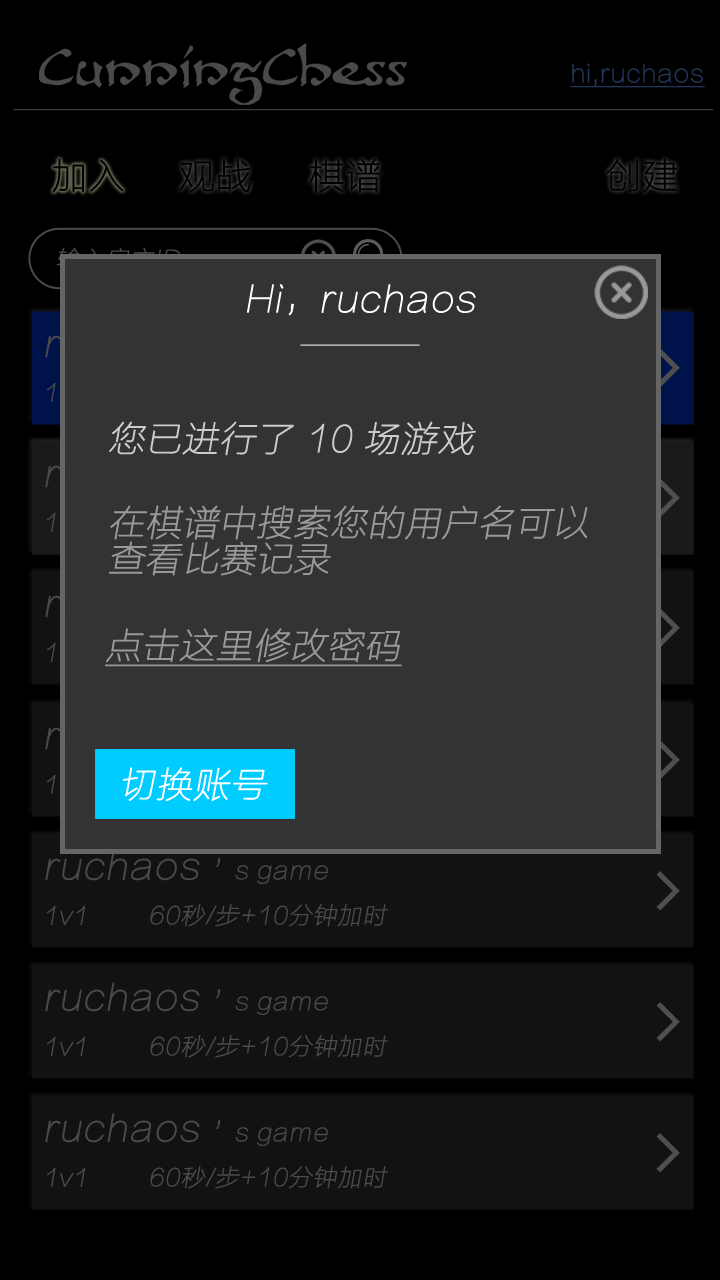 CunningChess
hi,ruchaos
加入 观战 棋谱 创建
Hi, ruchaos
您已进行了 10 场游戏
在棋谱中搜索您的用户名可以
查看比赛记录
点击这里修改密码
切换账号
ruchaos ' s game
1v1 60秒/步+10分钟加时
ruchaos ' s game
1v1 60秒/步+10分钟加时
ruchaos ' s game
1v1 60秒/步+10分钟加时